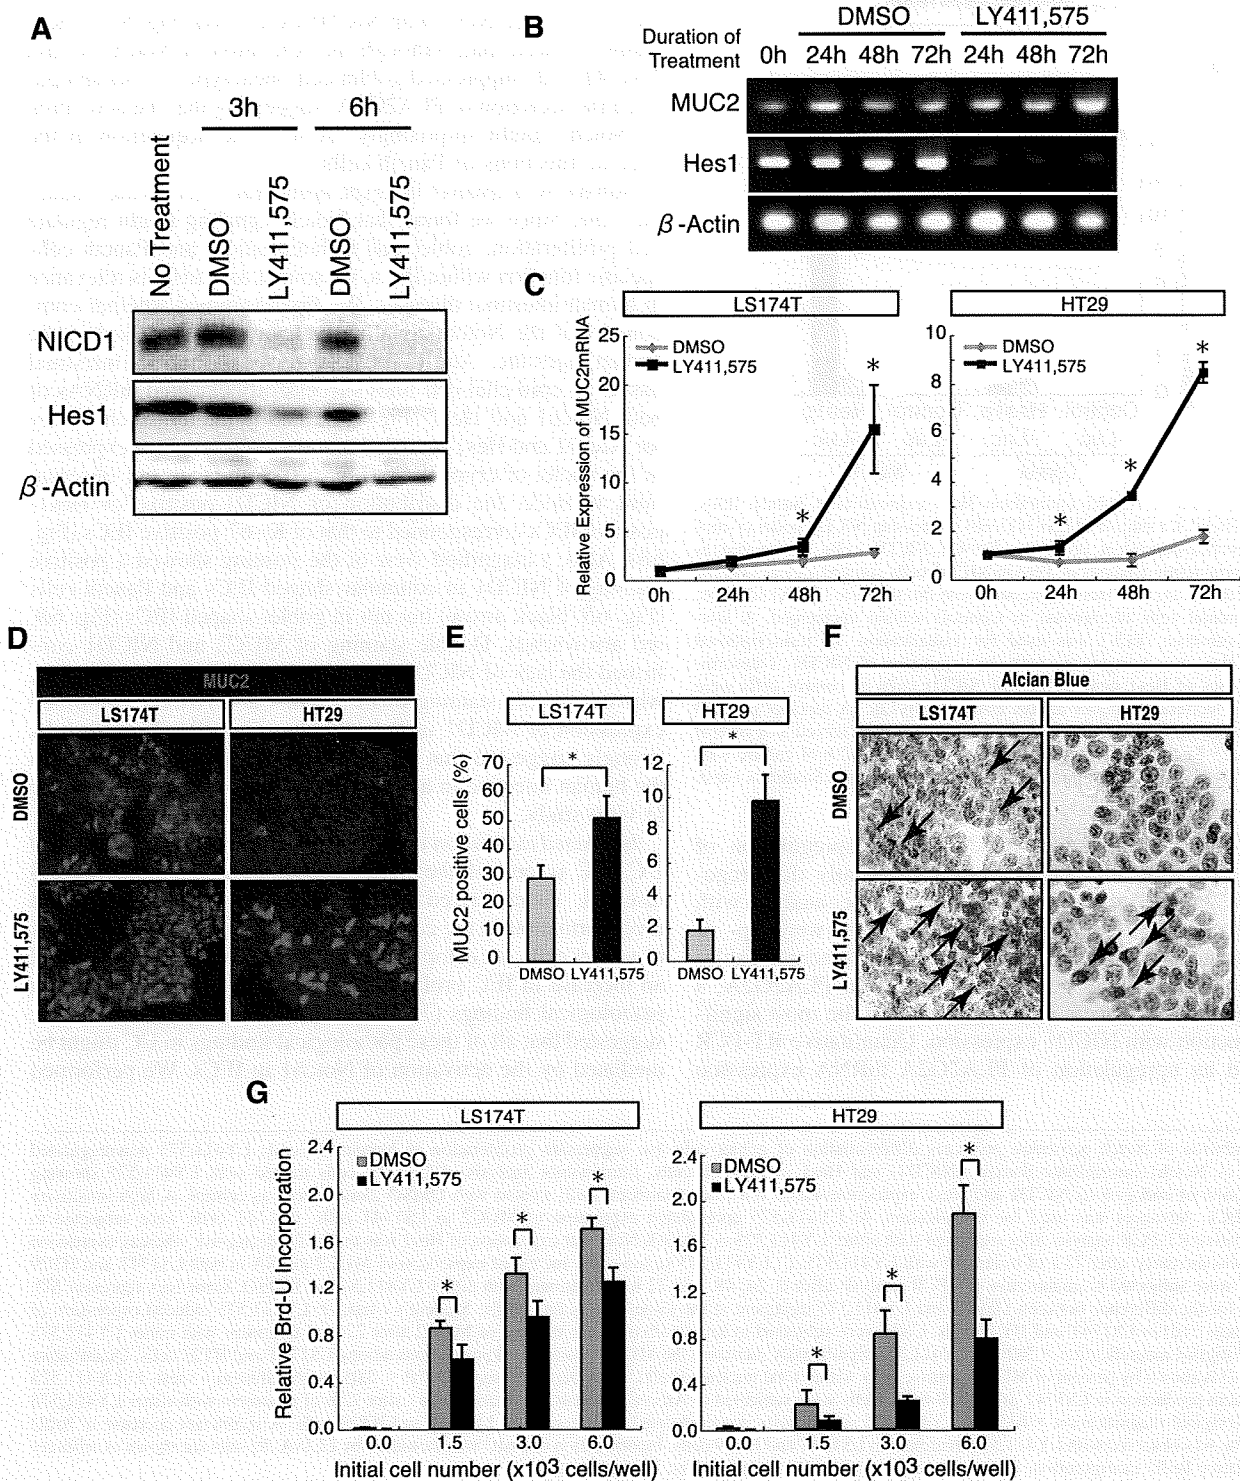 A
3h
6h
No Treatment
DMSO
LY411,575
DMSO
LY411,575
NICD1
Hes1
β-Actin
B
DMSO
LY411,575
Duration of
Treatment
0h 24h 48h 72h 24h 48h 72h
MUC2
Hes1
β-Actin
C
LS174T
HT29
Relative Expression of MUC2mRNA
25
20
15
10
5
0
DMSO
LY411,575
*
*
0h 24h 48h 72h
10
8
6
4
2
0
DMSO
LY411,575
*
*
*
0h 24h 48h 72h
D
MUC2
LS174T
HT29
DMSO
LY411,575
E
LS174T
HT29
MUC2 positive cells (%)
70
60
50
40
30
20
10
0
*
DMSO LY411,575
12
10
8
6
4
2
0
*
DMSO LY411,575
F
Alcian Blue
LS174T
HT29
DMSO
LY411,575
G
LS174T
HT29
Relative Brd-U Incorporation
2.4
2.0
1.6
1.2
0.8
0.4
0.0
DMSO
LY411,575
*
*
*
0.0 1.5 3.0 6.0
Initial cell number (x10³ cells/well)
2.4
2.0
1.6
1.2
0.8
0.4
0.0
DMSO
LY411,575
*
*
*
0.0 1.5 3.0 6.0
Initial cell number (x10³ cells/well)